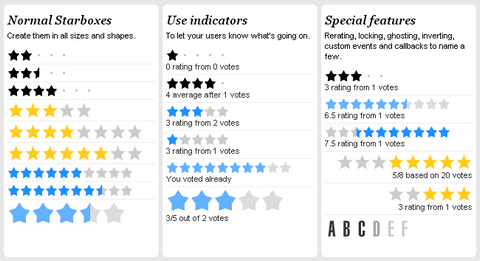 Normal Starboxes
Create them in all sizes and shapes.
Use indicators
To let your users know what's going on.
0 rating from 0 votes
4 average after 1 votes
3 rating from 2 votes
3 rating from 1 votes
You voted already
3/5 out of 2 votes
Special features
Rerating, locking, ghosting, inverting,
custom events and callbacks to name a
few.
3 rating from 1 votes
6.5 rating from 1 votes
7.5 rating from 1 votes
5/8 based on 20 votes
3 rating from 1 votes
A B C D E F